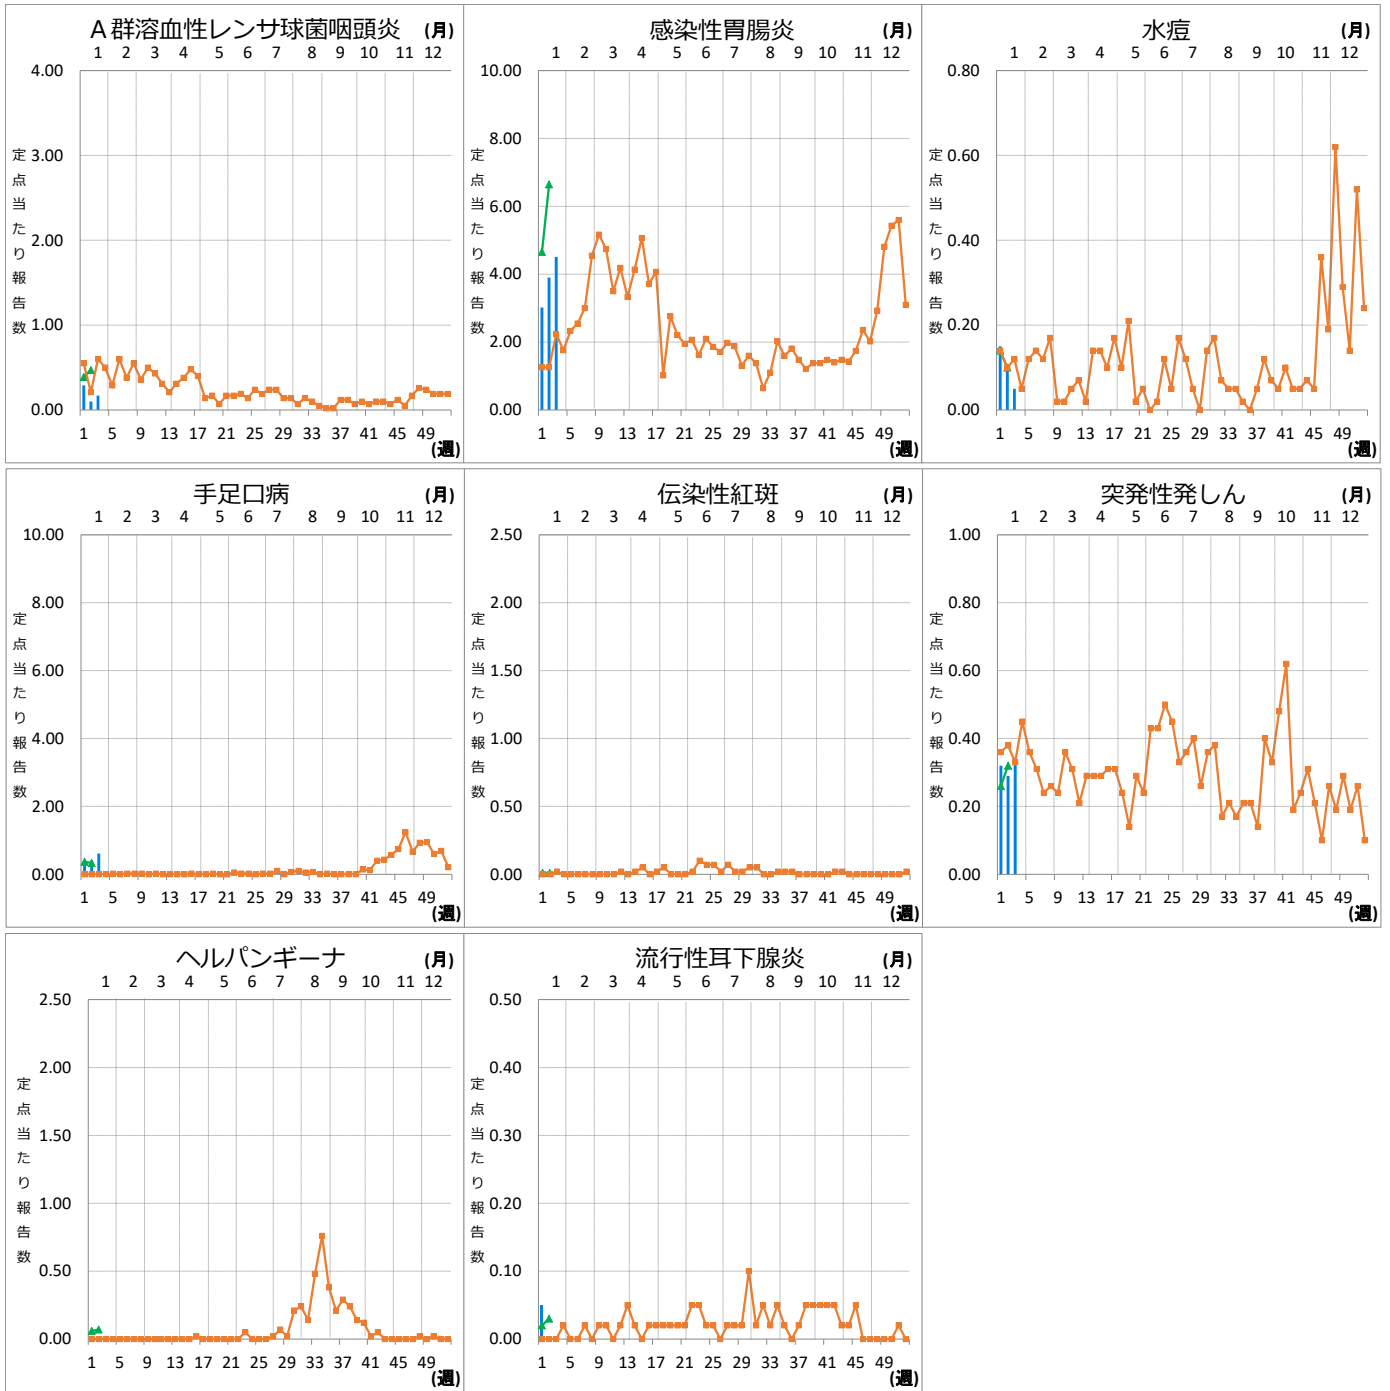 A群溶血性レンサ球菌咽頭炎 (月)
1 2 3 4 5 6 7 8 9 10 11 12
4.00
3.00
2.00
1.00
0.00
定点当たり報告数
1 5 9 13 17 21 25 29 33 37 41 45 49
(週)
感染性胃腸炎 (月)
1 2 3 4 5 6 7 8 9 10 11 12
10.00
8.00
6.00
4.00
2.00
0.00
定点当たり報告数
1 5 9 13 17 21 25 29 33 37 41 45 49
(週)
水痘 (月)
1 2 3 4 5 6 7 8 9 10 11 12
0.80
0.60
0.40
0.20
0.00
定点当たり報告数
1 5 9 13 17 21 25 29 33 37 41 45 49
(週)
手足口病 (月)
1 2 3 4 5 6 7 8 9 10 11 12
10.00
8.00
6.00
4.00
2.00
0.00
定点当たり報告数
1 5 9 13 17 21 25 29 33 37 41 45 49
(週)
伝染性紅斑 (月)
1 2 3 4 5 6 7 8 9 10 11 12
2.50
2.00
1.50
1.00
0.50
0.00
定点当たり報告数
1 5 9 13 17 21 25 29 33 37 41 45 49
(週)
突発性発しん (月)
1 2 3 4 5 6 7 8 9 10 11 12
1.00
0.80
0.60
0.40
0.20
0.00
定点当たり報告数
1 5 9 13 17 21 25 29 33 37 41 45 49
(週)
ヘルパンギーナ (月)
1 2 3 4 5 6 7 8 9 10 11 12
2.50
2.00
1.50
1.00
0.50
0.00
定点当たり報告数
1 5 9 13 17 21 25 29 33 37 41 45 49
(週)
流行性耳下腺炎 (月)
1 2 3 4 5 6 7 8 9 10 11 12
0.50
0.40
0.30
0.20
0.10
0.00
定点当たり報告数
1 5 9 13 17 21 25 29 33 37 41 45 49
(週)